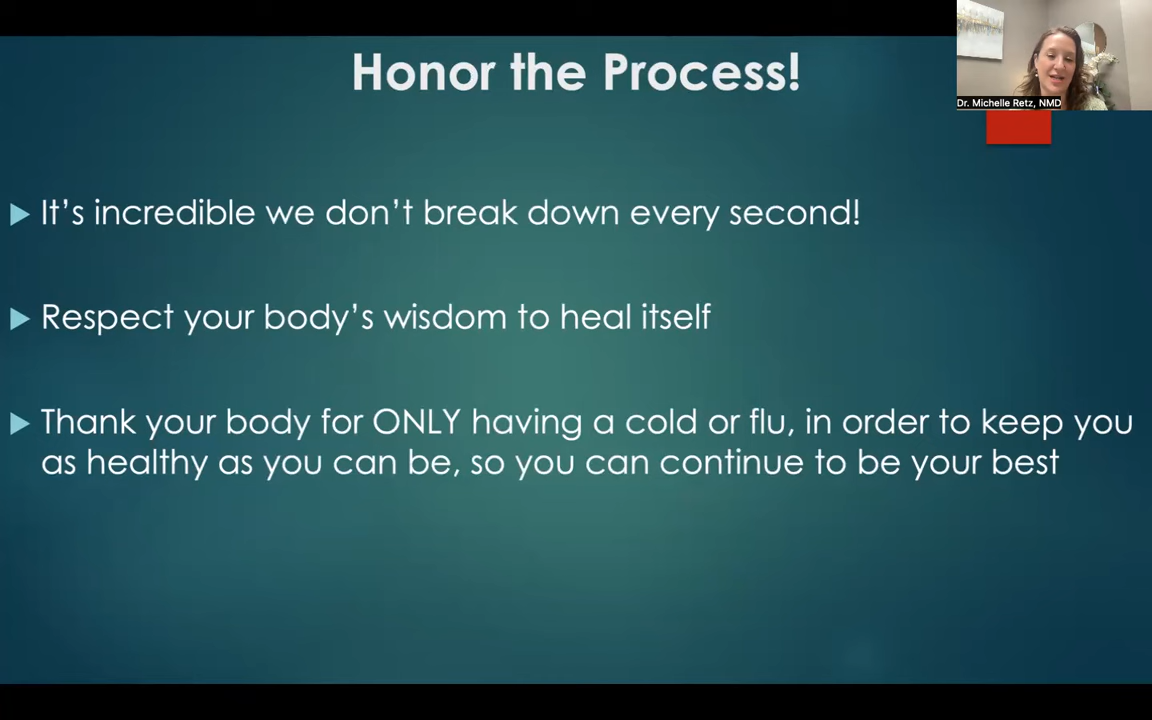 Honor the Process!
Dr. Michelle Retz, NMD
It's incredible we don't break down every second!
Respect your body's wisdom to heal itself
Thank your body for ONLY having a cold or flu, in order to keep you
as healthy as you can be, so you can continue to be your best